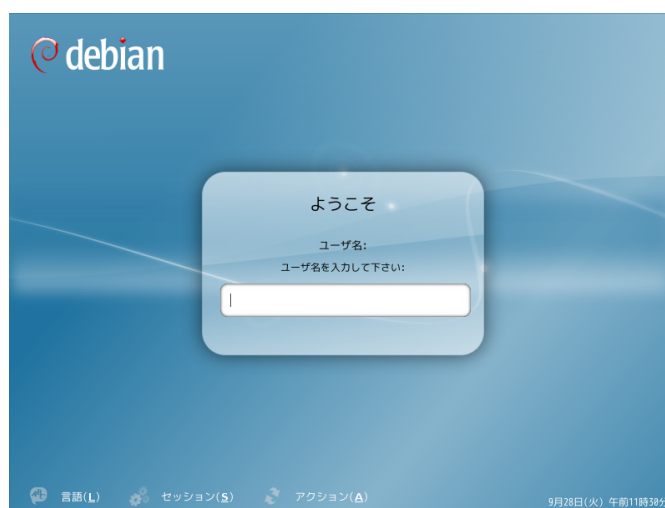 debian
ようこそ
ユーザ名:
ユーザ名を入力して下さい:
言語(L) セッション(S) アクション(A) 9月28日(火) 午前11時30分